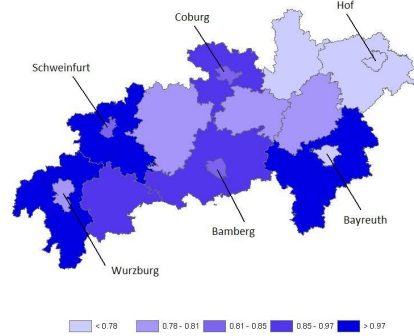 Hof
Coburg
Schweinfurt
Bayreuth
Bamberg
Wurzburg
< 0.78 0.78 - 0.81 0.81 - 0.85 0.85 - 0.97 > 0.97